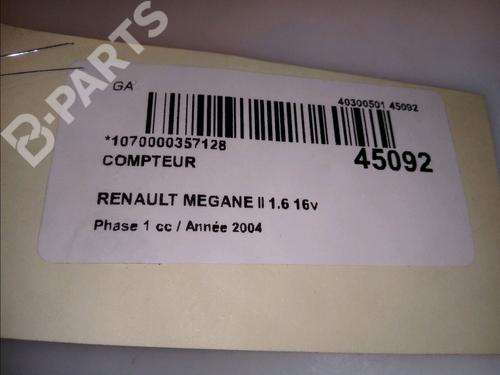 B-PARTS
GA
40300501 45092
*1070000357128
COMPTEUR
45092
RENAULT MEGANE II 1.6 16v
Phase 1 cc / Année 2004